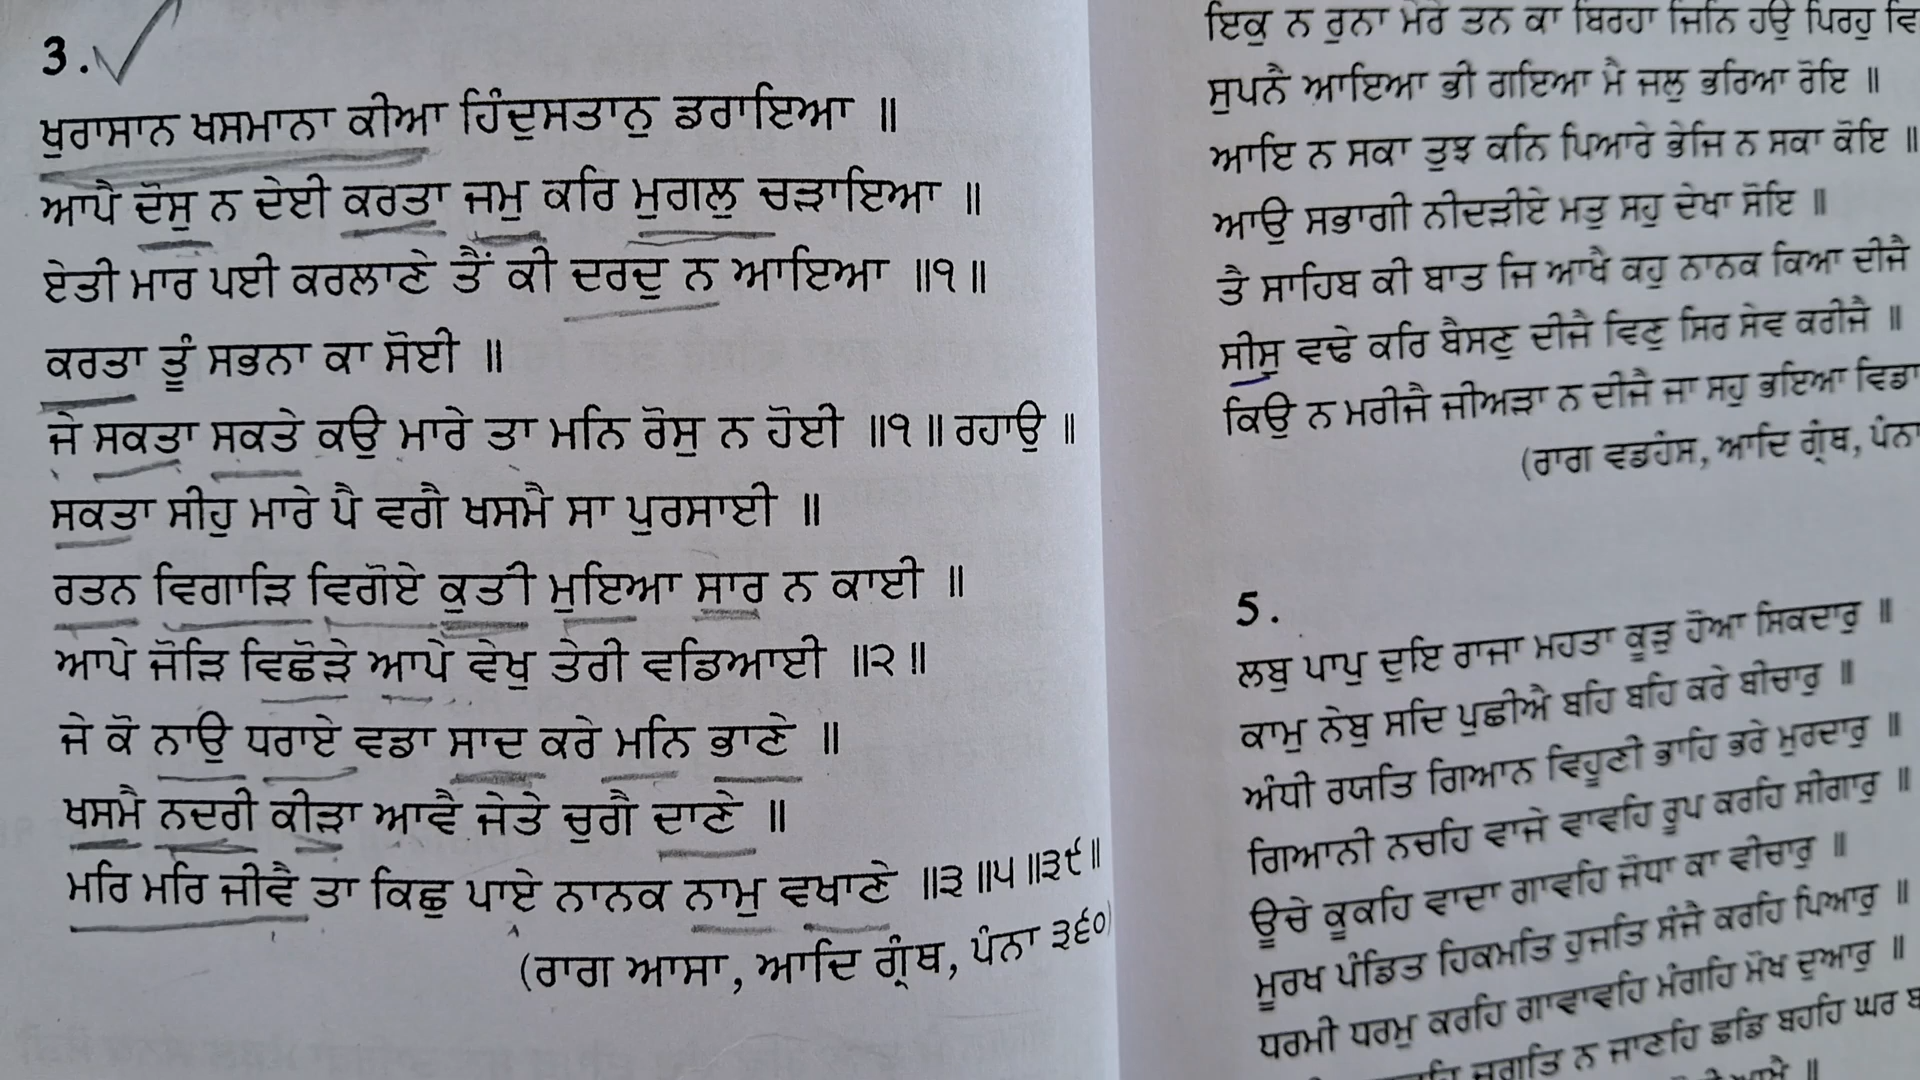 3.
ਖੁਰਾਸਾਨ ਖਸਮਾਨਾ ਕੀਆ ਹਿੰਦੁਸਤਾਨੁ ਡਰਾਇਆ ॥
ਆਪੈ ਦੋਸੁ ਨ ਦੇਈ ਕਰਤਾ ਜਮੁ ਕਰਿ ਮੁਗਲੁ ਚੜਾਇਆ ॥
ਏਤੀ ਮਾਰ ਪਈ ਕਰਲਾਣੇ ਤੈਂ ਕੀ ਦਰਦੁ ਨ ਆਇਆ ॥੧॥
ਕਰਤਾ ਤੂੰ ਸਭਨਾ ਕਾ ਸੋਈ ॥
ਜੇ ਸਕਤਾ ਸਕਤੇ ਕਉ ਮਾਰੇ ਤਾ ਮਨਿ ਰੋਸੁ ਨ ਹੋਈ ॥੧॥ ਰਹਾਉ ॥
ਸਕਤਾ ਸੀਹੁ ਮਾਰੇ ਪੈ ਵਗੈ ਖਸਮੈ ਸਾ ਪੁਰਸਾਈ ॥
ਰਤਨ ਵਿਗਾੜਿ ਵਿਗੋਏ ਕੁਤੀ ਮੁਇਆ ਸਾਰ ਨ ਕਾਈ ॥
ਆਪੇ ਜੋੜਿ ਵਿਛੋੜੇ ਆਪੇ ਵੇਖੁ ਤੇਰੀ ਵਡਿਆਈ ॥੨॥
ਜੇ ਕੋ ਨਾਉ ਧਰਾਏ ਵਡਾ ਸਾਦ ਕਰੇ ਮਨਿ ਭਾਣੇ ॥
ਖਸਮੈ ਨਦਰੀ ਕੀੜਾ ਆਵੈ ਜੇਤੇ ਚੁਗੈ ਦਾਣੇ ॥
ਮਰਿ ਮਰਿ ਜੀਵੈ ਤਾ ਕਿਛੁ ਪਾਏ ਨਾਨਕ ਨਾਮੁ ਵਖਾਣੇ ॥੩॥੫॥੩੯॥
(ਰਾਗ ਆਸਾ, ਆਦਿ ਗ੍ਰੰਥ, ਪੰਨਾ ੩੬੦)
ਇਕੁ ਨ ਰੁਨਾ ਮੇਰੇ ਤਨ ਕਾ ਬਿਰਹਾ ਜਿਨਿ ਹਉ ਪਿਰਹੁ
ਸੁਪਨੈ ਆਇਆ ਭੀ ਗਇਆ ਮੈ ਜਲੁ ਭਰਿਆ ਰੋਇ ॥
ਆਇ ਨ ਸਕਾ ਤੁਝ ਕਨਿ ਪਿਆਰੇ ਭੇਜਿ ਨ ਸਕਾ ਕੋਇ ॥
ਆਉ ਸਭਾਗੀ ਨੀਦੜੀਏ ਮਤੁ ਸਹੁ ਦੇਖਾ ਸੋਇ ॥
ਤੈ ਸਾਹਿਬ ਕੀ ਬਾਤ ਜਿ ਆਖੈ ਕਹੁ ਨਾਨਕ ਕਿਆ ਦੀਜੈ
ਸੀਸੁ ਵਢੇ ਕਰਿ ਬੈਸਣੁ ਦੀਜੈ ਵਿਣੁ ਸਿਰ ਸੇਵ ਕਰੀਜੈ ॥
ਕਿਉ ਨ ਮਰੀਜੈ ਜੀਅੜਾ ਨ ਦੀਜੈ ਜਾ ਸਹੁ ਭਇਆ ਵਿਡਾ
(ਰਾਗ ਵਡਹੰਸ, ਆਦਿ ਗ੍ਰੰਥ, ਪੰਨਾ
5.
ਲਬੁ ਪਾਪੁ ਦੁਇ ਰਾਜਾ ਮਹਤਾ ਕੂੜੁ ਹੋਆ ਸਿਕਦਾਰੁ ॥
ਕਾਮੁ ਨੇਬੁ ਸਦਿ ਪੁਛੀਐ ਬਹਿ ਬਹਿ ਕਰੇ ਬੀਚਾਰੁ ॥
ਅੰਧੀ ਰਯਤਿ ਗਿਆਨ ਵਿਹੂਣੀ ਭਾਹਿ ਭਰੇ ਮੁਰਦਾਰੁ ॥
ਗਿਆਨੀ ਨਚਹਿ ਵਾਜੇ ਵਾਵਹਿ ਰੂਪ ਕਰਹਿ ਸੀਗਾਰੁ ॥
ਊਚੇ ਕੂਕਹਿ ਵਾਦਾ ਗਾਵਹਿ ਜੋਧਾ ਕਾ ਵੀਚਾਰੁ ॥
ਮੂਰਖ ਪੰਡਿਤ ਹਿਕਮਤਿ ਹੁਜਤਿ ਸੰਜੈ ਕਰਹਿ ਪਿਆਰੁ ॥
ਧਰਮੀ ਧਰਮੁ ਕਰਹਿ ਗਾਵਾਵਹਿ ਮੰਗਹਿ ਮੋਖ ਦੁਆਰੁ ॥
ਜੁਗਤਿ ਨ ਜਾਣਹਿ ਛਡਿ ਬਹਹਿ ਘਰ